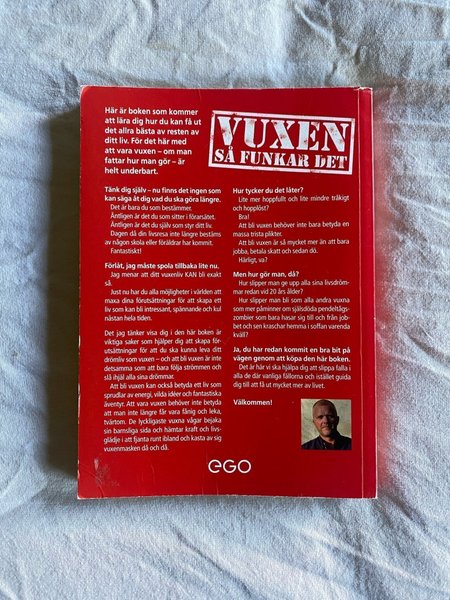 Här är boken som kommer
att lära dig hur du kan få ut
det allra bästa av resten av
ditt liv. För det här med
att vara vuxen – om man
fattar hur man gör – är
helt underbart.
Tänk dig själv – nu finns det ingen som
kan säga åt dig vad du ska göra längre.
Det är bara du som bestämmer.
Äntligen är det du som sitter i förarsätet.
Äntligen är det du själv som styr ditt liv.
Dagen då din livsresa inte längre bestäms
av någon skola eller föräldrar har kommit.
Fantastiskt!
Förlåt, jag måste spola tillbaka lite nu.
Jag menar att ditt vuxenliv KAN bli exakt
så.
Just nu har du alla möjligheter i världen att
maxa dina förutsättningar för att skapa ett
liv som kan bli intressant, spännande och kul
nästan hela tiden.
Det jag tänker visa dig i den här boken är
viktiga saker som hjälper dig att skapa för-
utsättningar för att du ska kunna leva ditt
drömliv som vuxen – och att bli vuxen är inte
detsamma som att bara följa strömmen och
slå ihjäl alla sina drömmar.
Att bli vuxen kan också betyda ett liv som
sprudlar av energi, vilda idéer och fantastiska
äventyr. Att vara vuxen behöver inte betyda
att man inte längre får vara fånig och leka,
tvärtom. De lyckligaste vuxna vågar bejaka
sin barnsliga sida och hämtar kraft och livs-
glädje i att fjanta runt ibland och kasta av sig
vuxenmasken då och då.
VUXEN
SÅ FUNKAR DET
Hur tycker du det låter?
Lite mer hoppfullt och lite mindre tråkigt
och hopplöst?
Bra!
Att bli vuxen behöver inte bara betyda en
massa trista plikter.
Att bli vuxen är så mycket mer än att bara
jobba, betala skatt och sedan dö.
Härligt, va?
Men hur gör man, då?
Hur slipper man ge upp alla sina livsdröm-
mar redan vid 20 års ålder?
Hur slipper man bli som alla andra vuxna
som mer påminner om själsdöda pendeltågs-
zombier som bara hasar sig till och från job-
bet och sen kraschar hemma i soffan varenda
kväll?
Ja, du har redan kommit en bra bit på
vägen genom att köpa den här boken.
Det är här vi ska hjälpa dig att slippa falla i
alla de där vanliga fällorna och istället guida
dig till att få ut mycket mer av livet.
Välkommen!
eGO